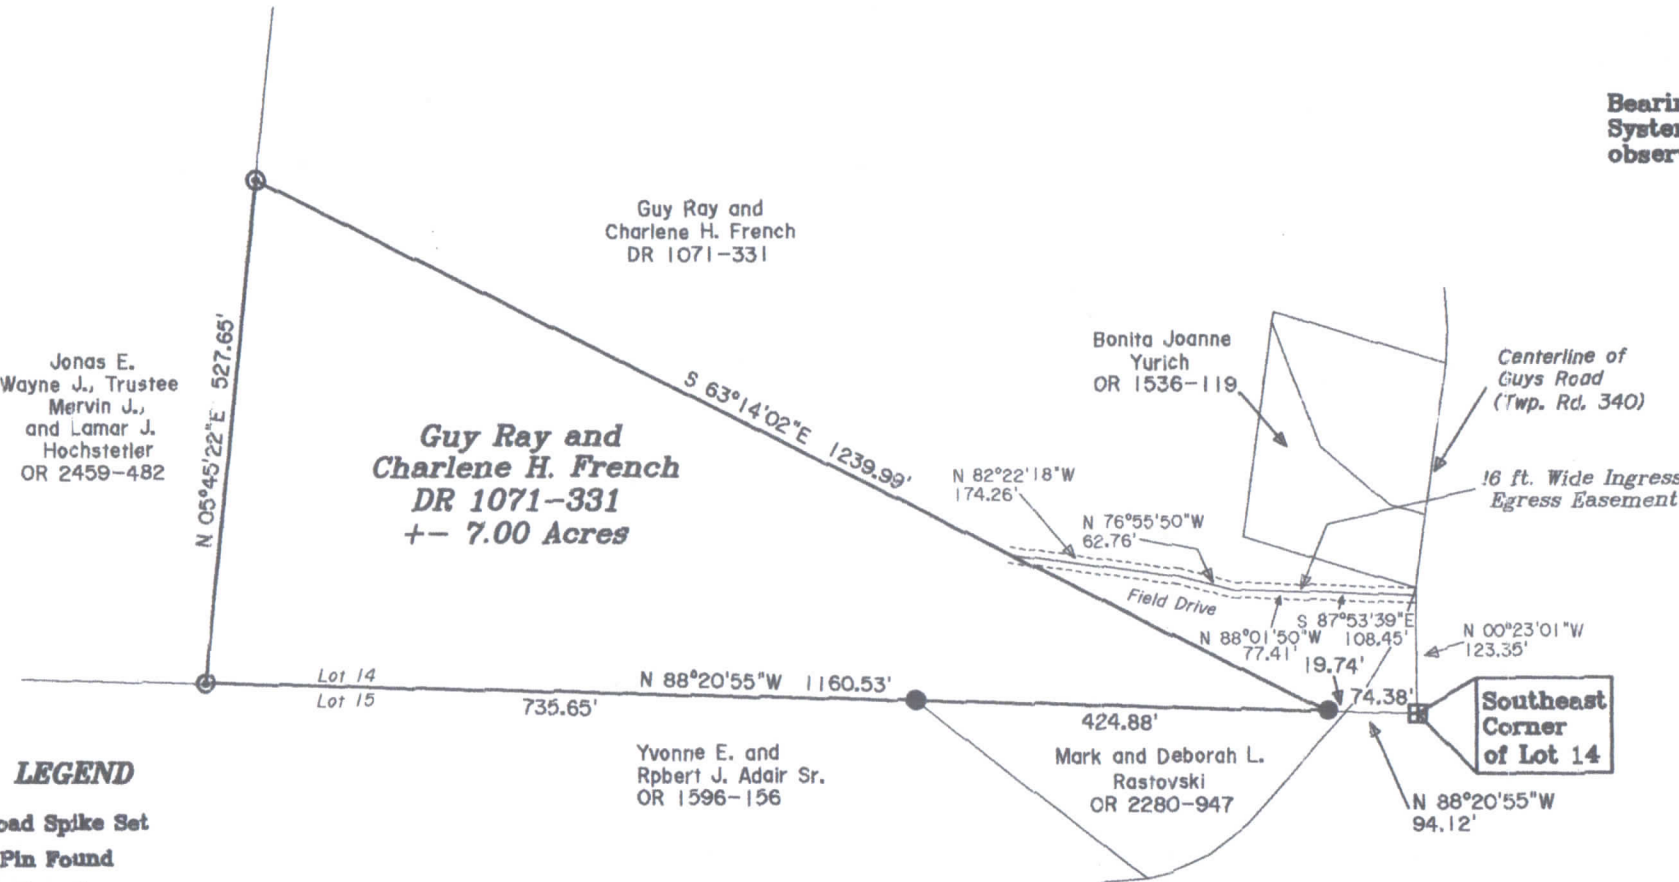 Bearin
System
obser
Guy Ray and
Charlene H. French
DR 1071-331
Jonas E.
Wayne J., Trustee
Mervin J.,
and Lamar J.
Hochstetler
OR 2459-482
N 05°45'22"E 527.65'
S 63°14'02"E 1239.99'
Guy Ray and
Charlene H. French
DR 1071-331
+- 7.00 Acres
Bonita Joanne
Yurich
OR 1536-119
Centerline of
Guys Road
(Twp. Rd. 340)
16 ft. Wide Ingress
Egress Easement
N 82°22'18"W
174.26'
N 76°55'50"W
62.76'
Field Drive
N 88°01'50"W
77.41'
S 87°53'39"E
108.45'
N 00°23'01"W
123.35'
19.74'
74.38'
Lot 14
Lot 15
N 88°20'55"W 1160.53'
735.65'
424.88'
Southeast
Corner
of Lot 14
N 88°20'55"W
94.12'
Yvonne E. and
Rpbert J. Adair Sr.
OR 1596-156
Mark and Deborah L.
Rastovski
OR 2280-947
LEGEND
oad Spike Set
Pin Found